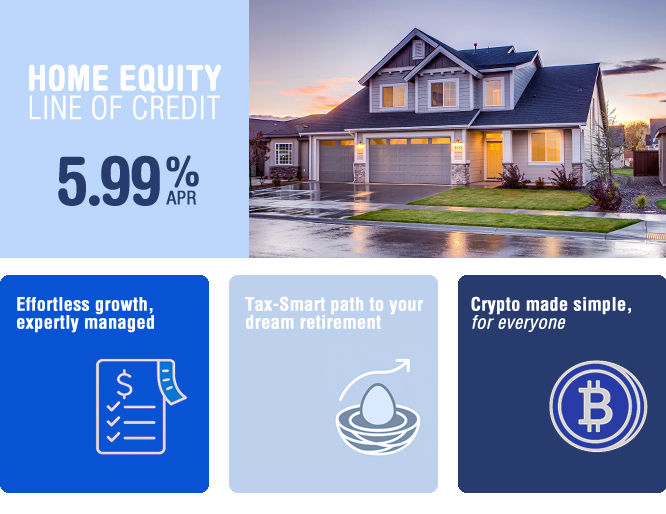 HOME EQUITY
LINE OF CREDIT
5.99%
APR
Effortless growth,
expertly managed
$
Tax-Smart path to your
dream retirement
Crypto made simple,
for everyone
₿